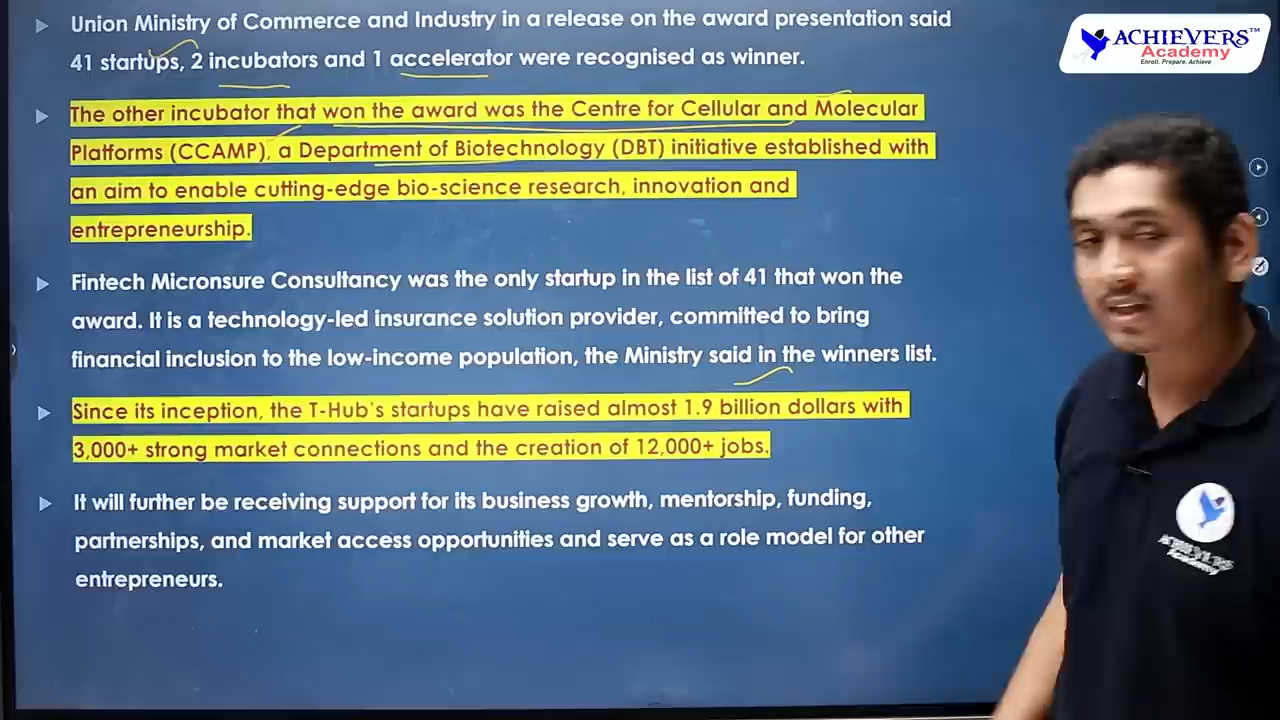 Union Ministry of Commerce and Industry in a release on the award presentation said
41 startups, 2 incubators and 1 accelerator were recognised as winner.
The other incubator that won the award was the Centre for Cellular and Molecular
Platforms (CCAMP), a Department of Biotechnology (DBT) initiative established with
an aim to enable cutting-edge bio-science research, innovation and
entrepreneurship.
Fintech Micronsure Consultancy was the only startup in the list of 41 that won the
award. It is a technology-led insurance solution provider, committed to bring
financial inclusion to the low-income population, the Ministry said in the winners list.
Since its inception, the T-Hub's startups have raised almost 1.9 billion dollars with
3,000+ strong market connections and the creation of 12,000+ jobs.
It will further be receiving support for its business growth, mentorship, funding,
partnerships, and market access opportunities and serve as a role model for other
entrepreneurs.
ACHIEVERS™
Academy
Enroll. Prepare. Achieve
ACHIEVERS
Academy